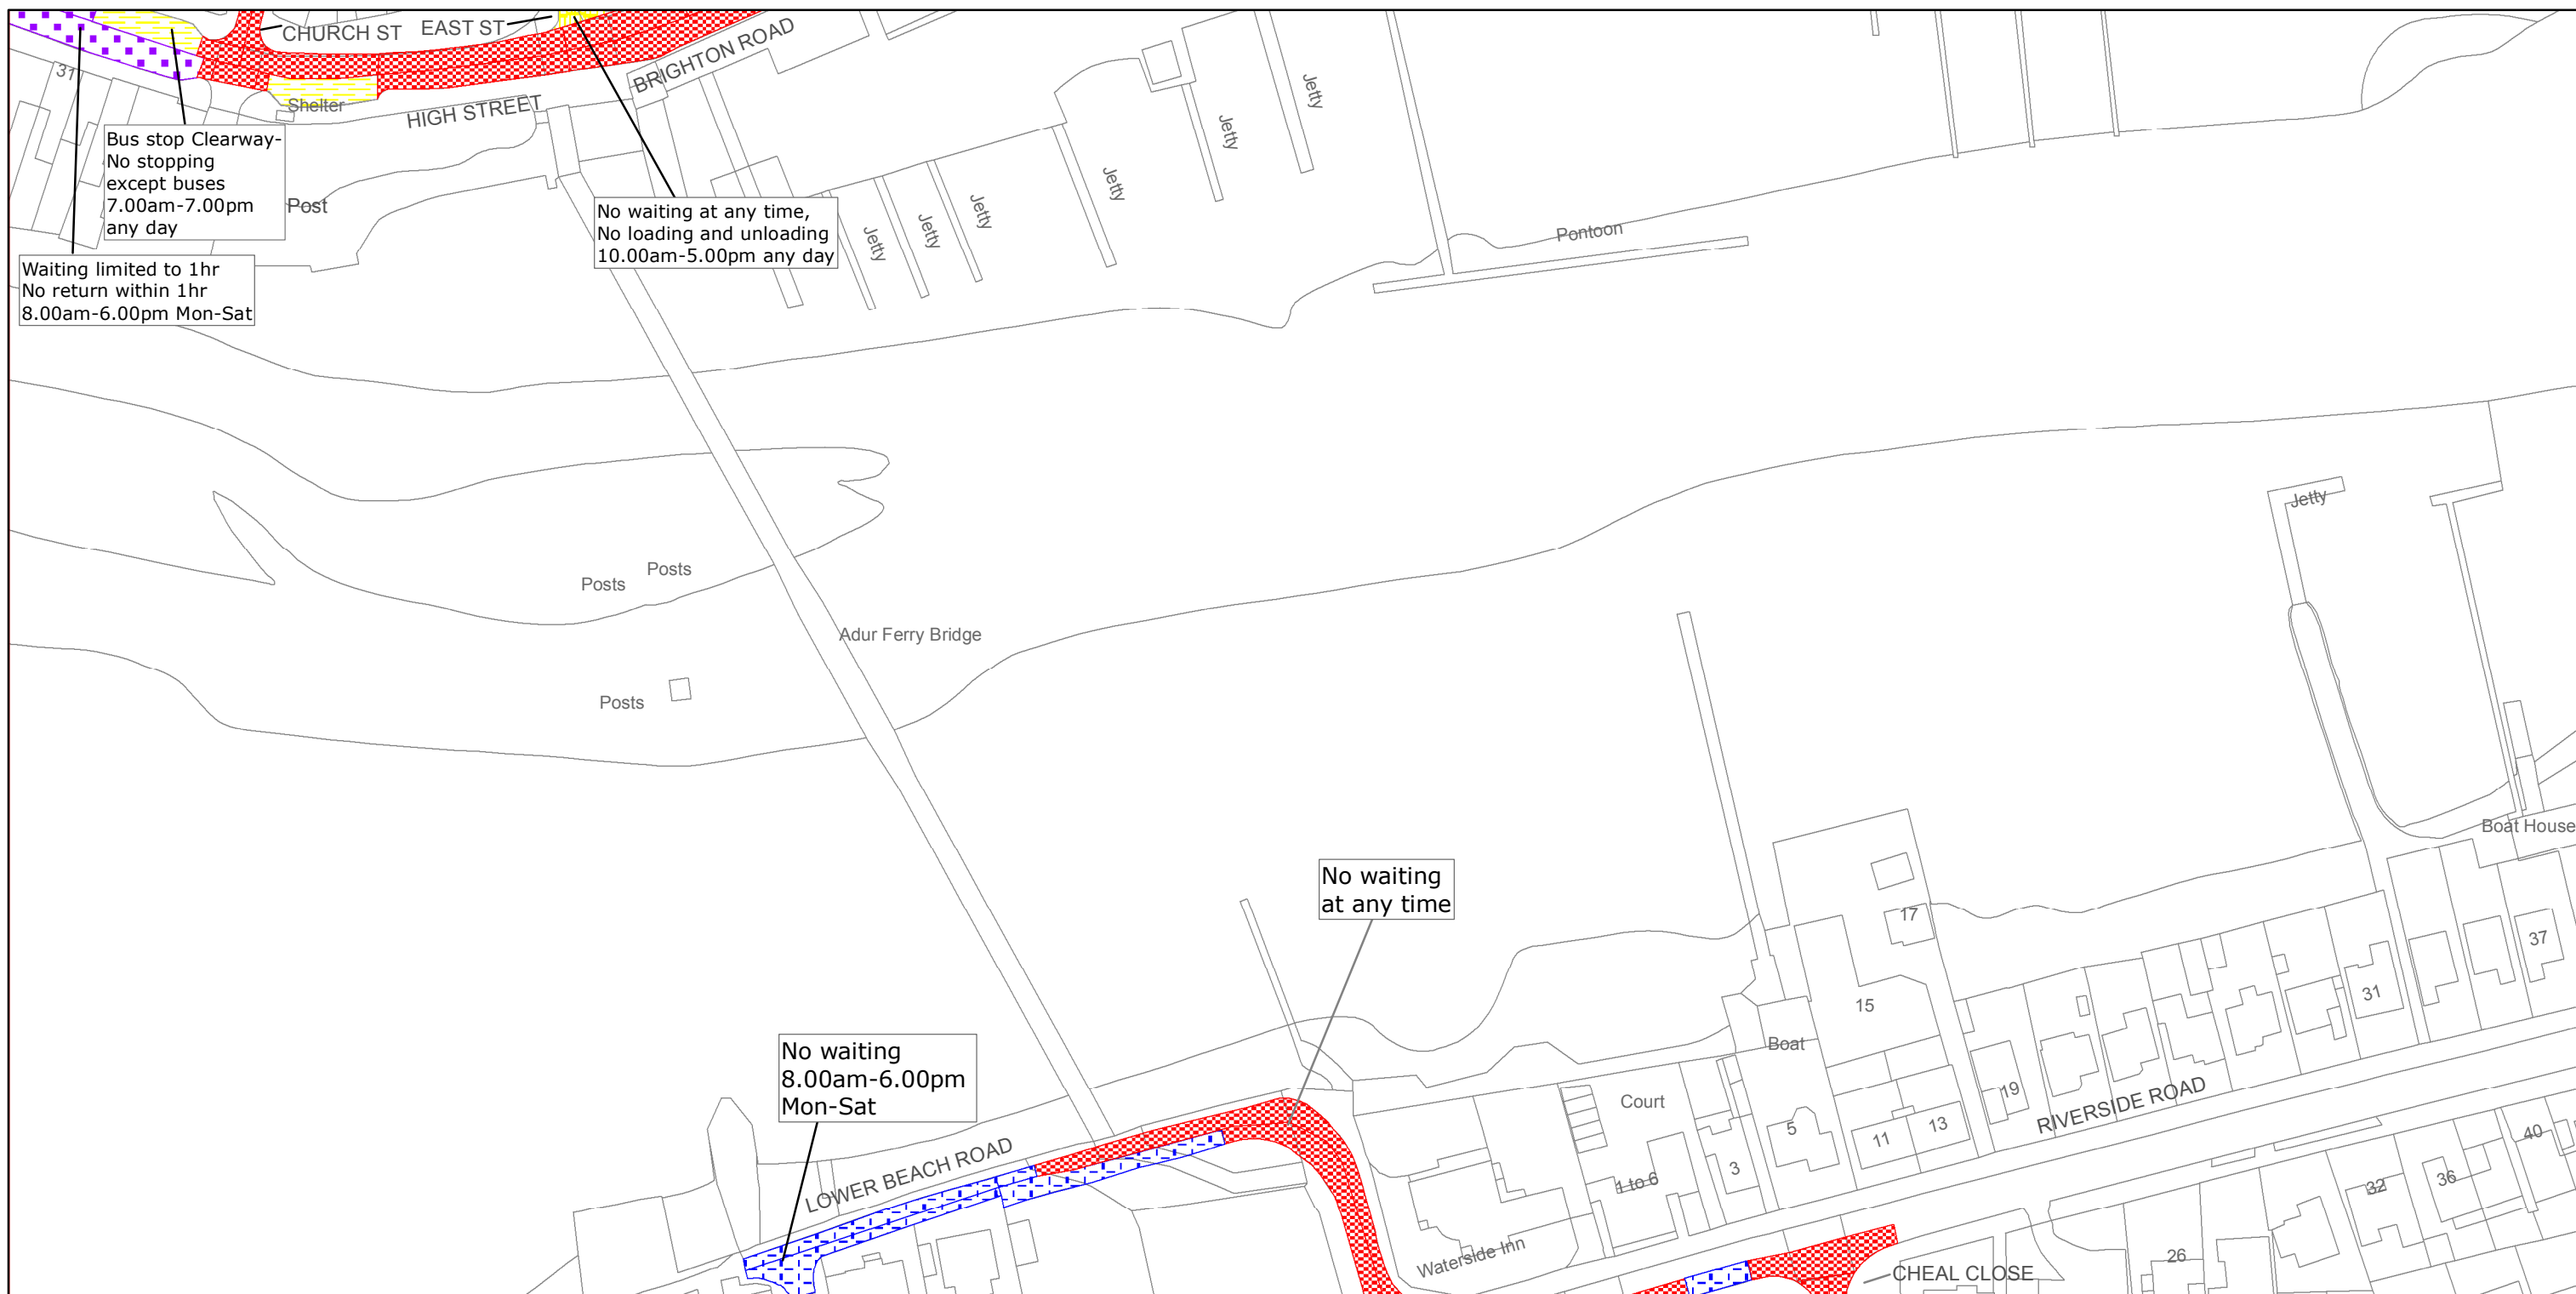 CHURCH ST
EAST ST
BRIGHTON ROAD
31
Shelter
HIGH STREET
Jetty
Jetty
Bus stop Clearway-
No stopping
except buses
7.00am-7.00pm
any day
Post
Jetty
No waiting at any time,
No loading and unloading
10.00am-5.00pm any day
Jetty
Jetty
Jetty
Pontoon
Waiting limited to 1hr
No return within 1hr
8.00am-6.00pm Mon-Sat
Jetty
Posts
Posts
Adur Ferry Bridge
Posts
Boat House
No waiting
at any time
17
37
15
31
Boat
No waiting
8.00am-6.00pm
Mon-Sat
Court
19
RIVERSIDE ROAD
5
11
13
40
LOWER BEACH ROAD
3
1 to 6
32
36
Waterside Inn
26
CHEAL CLOSE